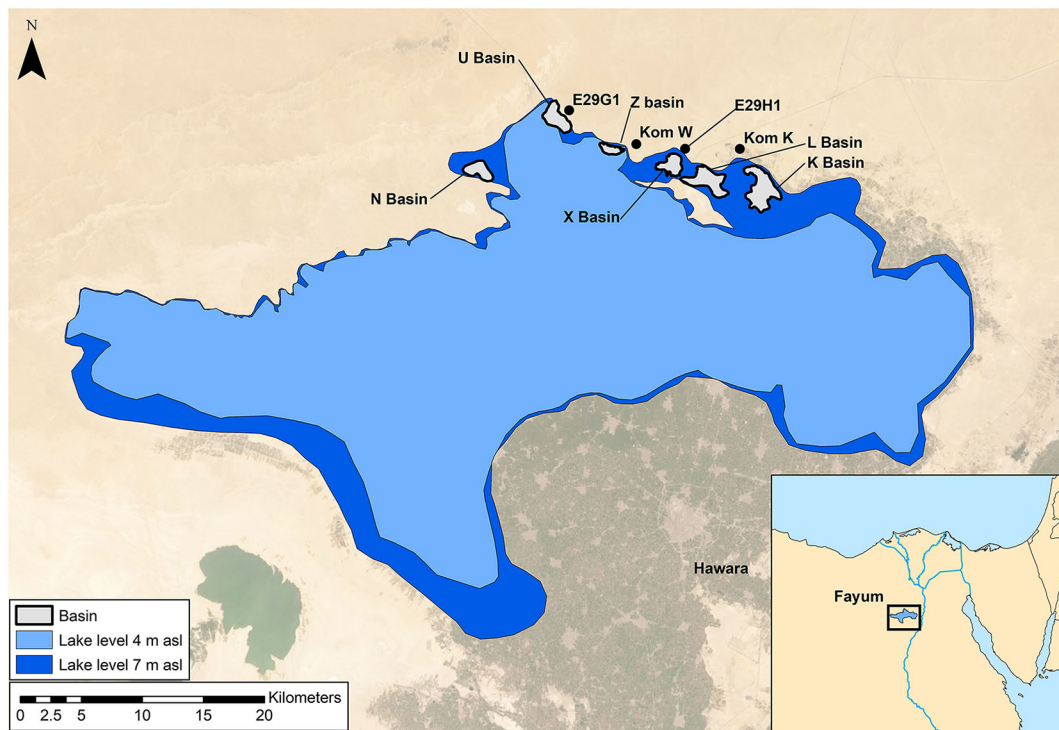 N
U Basin
E29G1
Z basin
E29H1
Kom W
Kom K
L Basin
K Basin
N Basin
X Basin
Hawara
Fayum
Basin
Lake level 4 m asl
Lake level 7 m asl
Kilometers
0 2.5 5 10 15 20